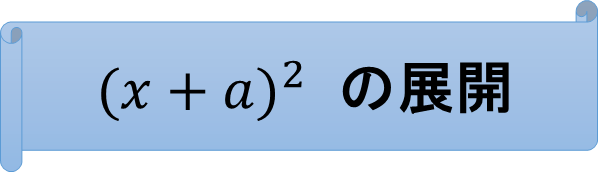 (x + a)² の展開